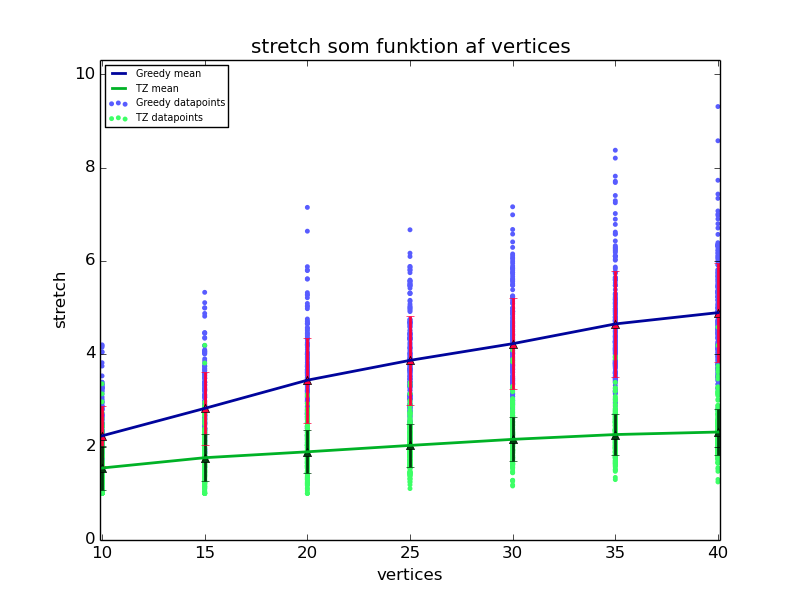 stretch som funktion af vertices
10
Greedy mean
TZ mean
Greedy datapoints
TZ datapoints
8
6
stretch
4
2
0
10 15 20 25 30 35 40
vertices